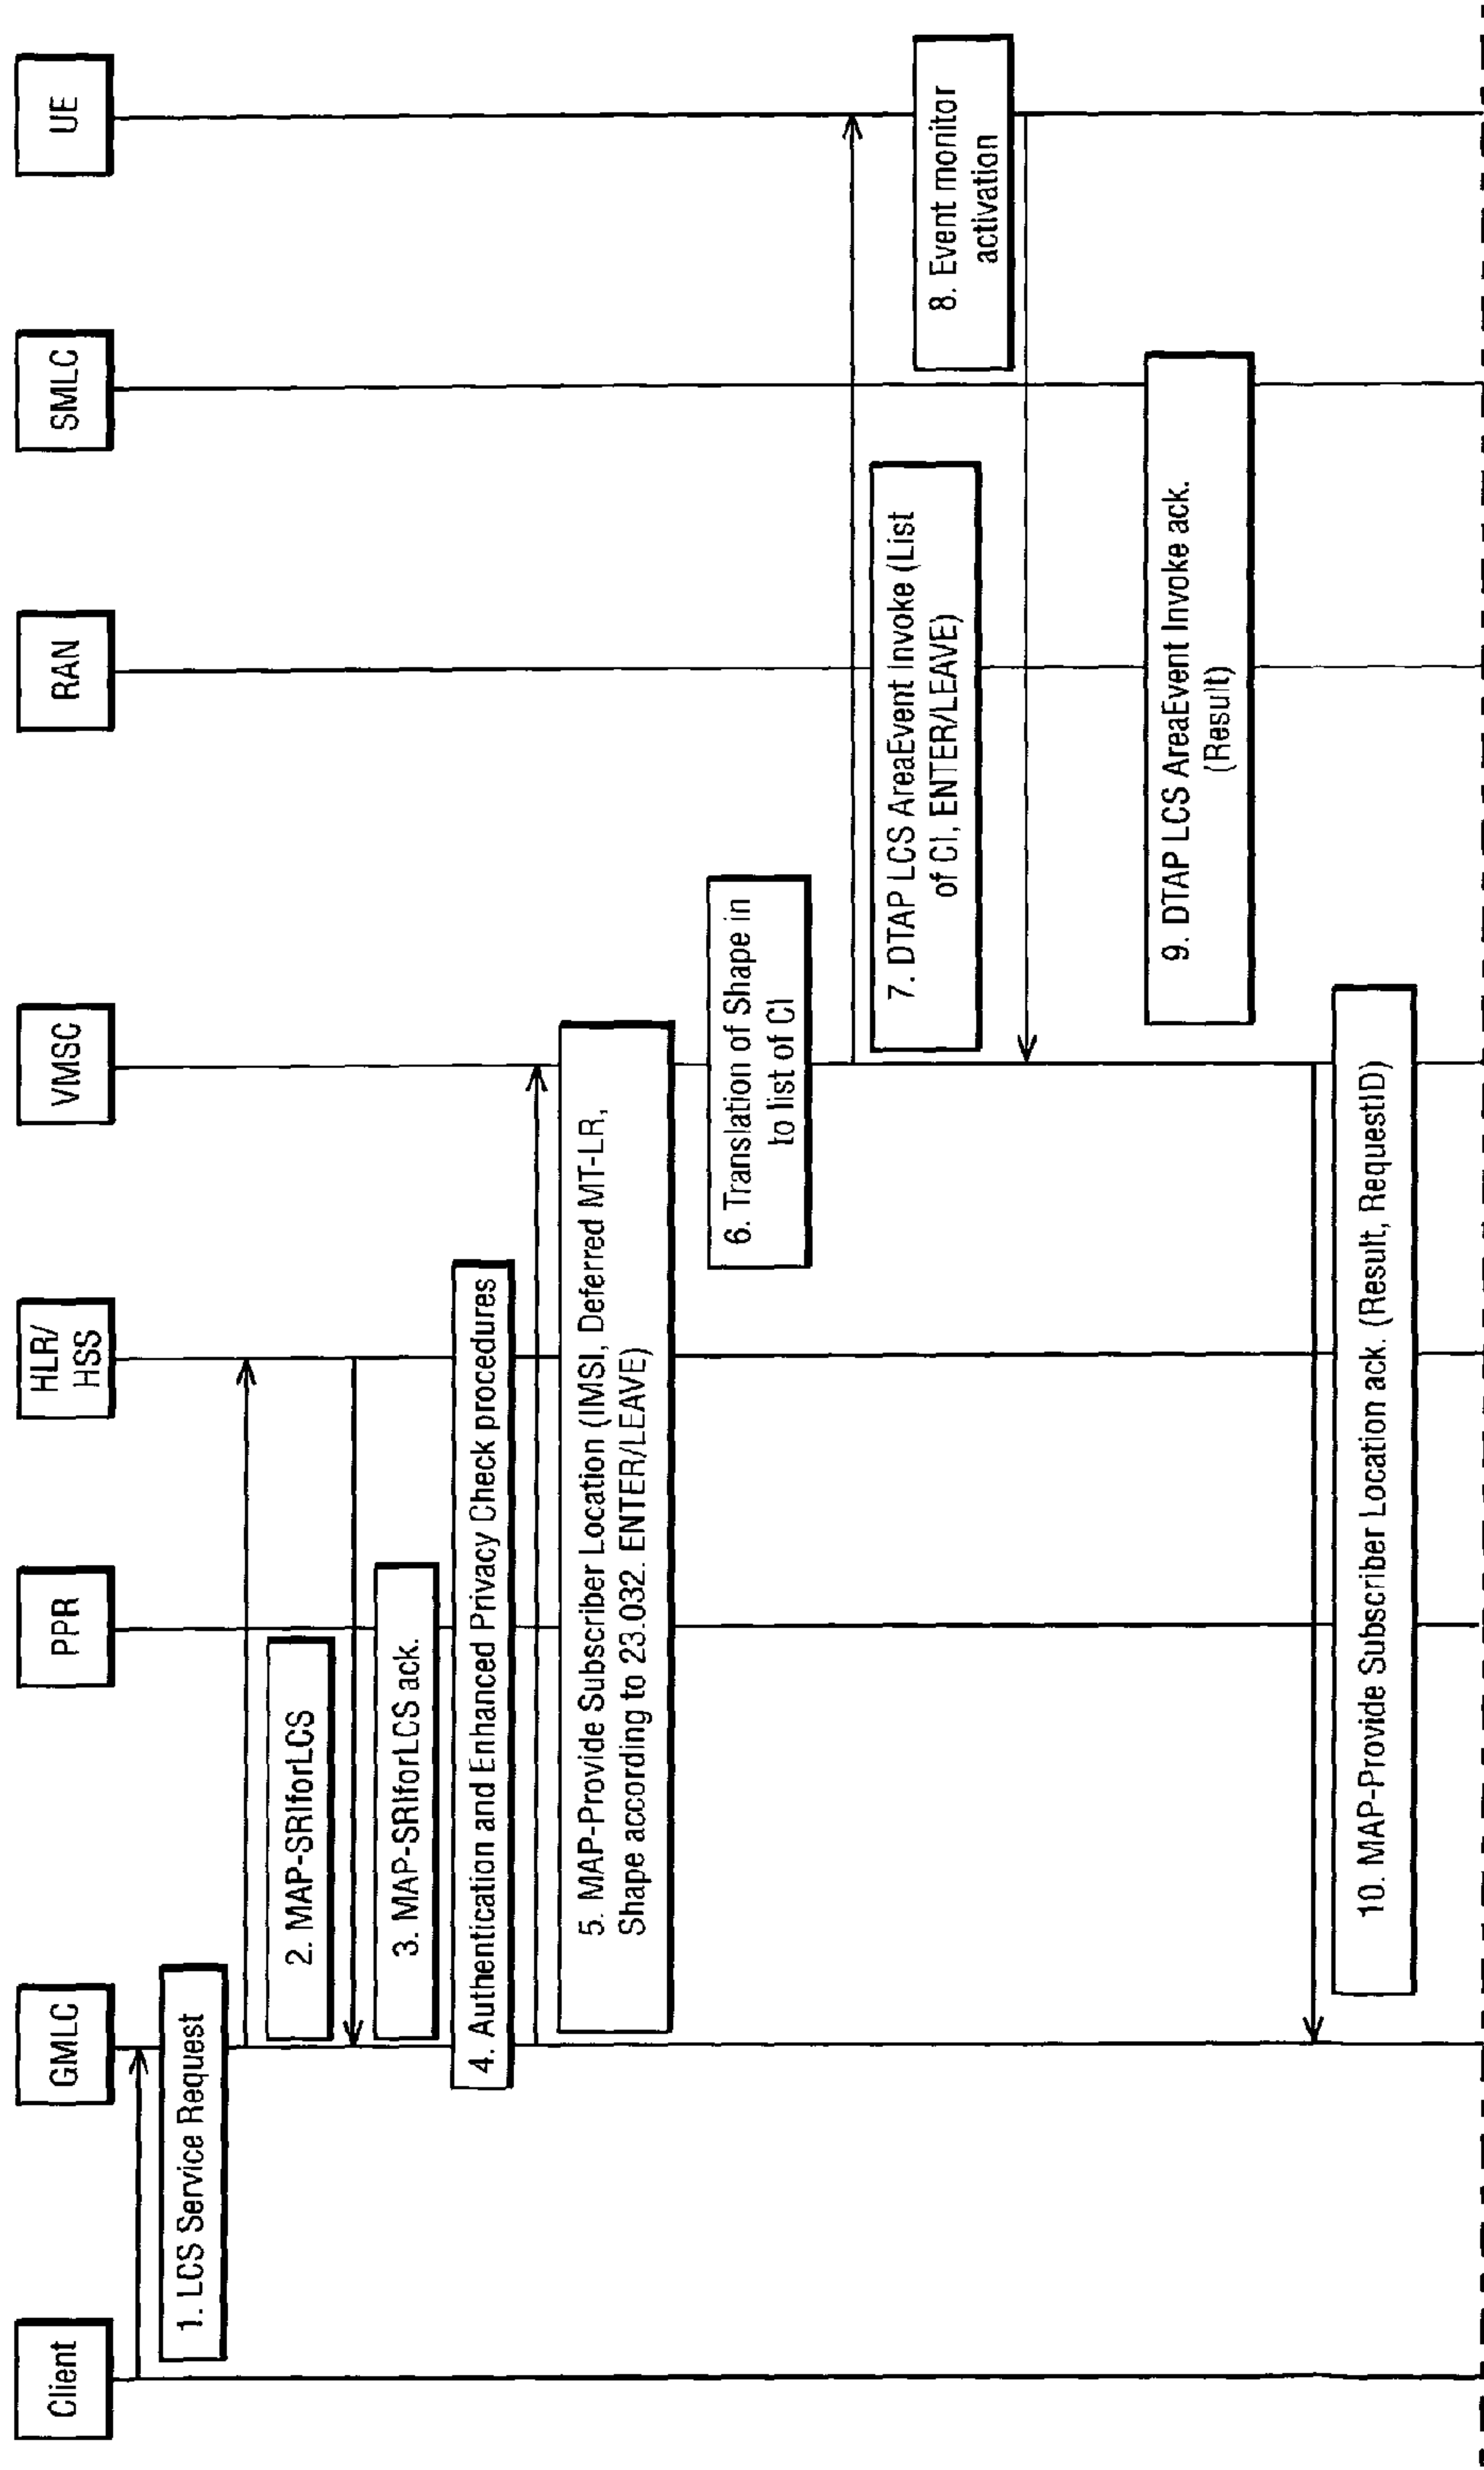 Client
GMLC
PPR
HLR/
HSS
VMSC
RAN
SMLC
UE
1. LCS Service Request
2. MAP-SRIforLCS
3. MAP-SRIforLCS ack.
4. Authentication and Enhanced Privacy Check procedures
5. MAP-Provide Subscriber Location (IMSI, Deferred MT-LR,
Shape according to 23.032. ENTER/LEAVE)
6. Translation of Shape in
to list of CI
7. DTAP LCS AreaEvent Invoke (List
of CI, ENTER/LEAVE)
8. Event monitor
activation
9. DTAP LCS AreaEvent Invoke ack.
(Result)
10. MAP-Provide Subscriber Location ack. (Result, RequestID)